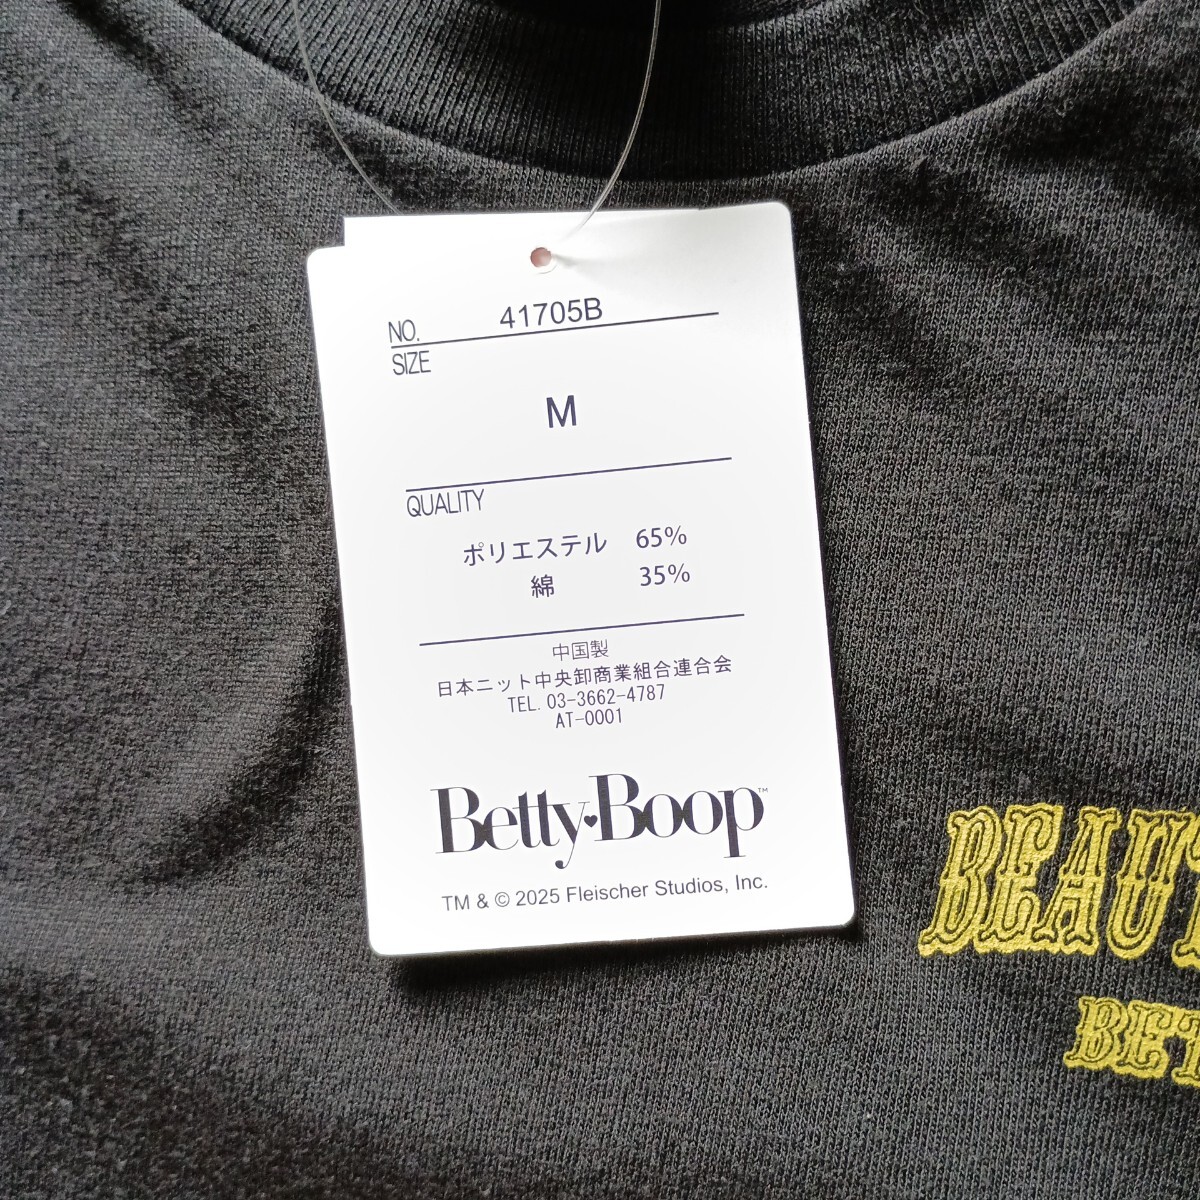 NO. 41705B
SIZE
M
QUALITY
ポリエステル 65%
綿 35%
中国製
日本ニット中央卸商業組合連合会
TEL. 03-3662-4787
AT-0001
Betty♥Boop™
TM & © 2025 Fleischer Studios, Inc.
BEAUT
BET